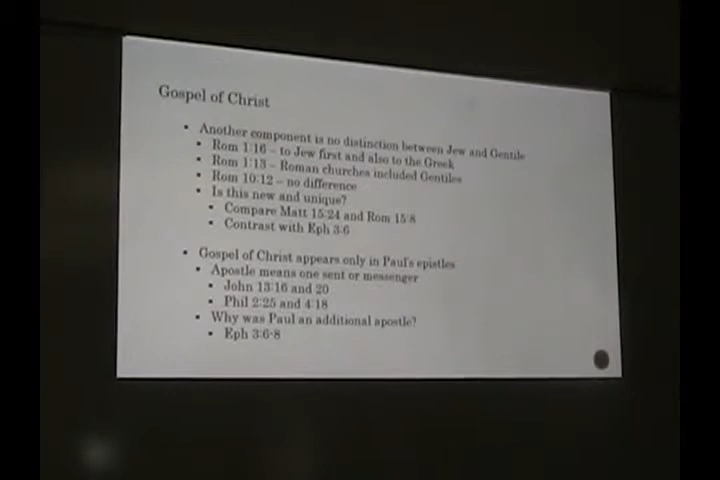 Gospel of Christ
▪ Another component is no distinction between Jew and Gentile
▪ Rom 1:16 – to Jew first and also to the Greek
▪ Rom 1:13 – Roman churches included Gentiles
▪ Rom 10:12 – no difference
▪ Is this new and unique?
▪ Compare Matt 15:24 and Rom 15:8
▪ Contrast with Eph 3:6
▪ Gospel of Christ appears only in Paul's epistles
▪ Apostle means one sent or messenger
▪ John 13:16 and 20
▪ Phil 2:25 and 4:18
▪ Why was Paul an additional apostle?
▪ Eph 3:6-8